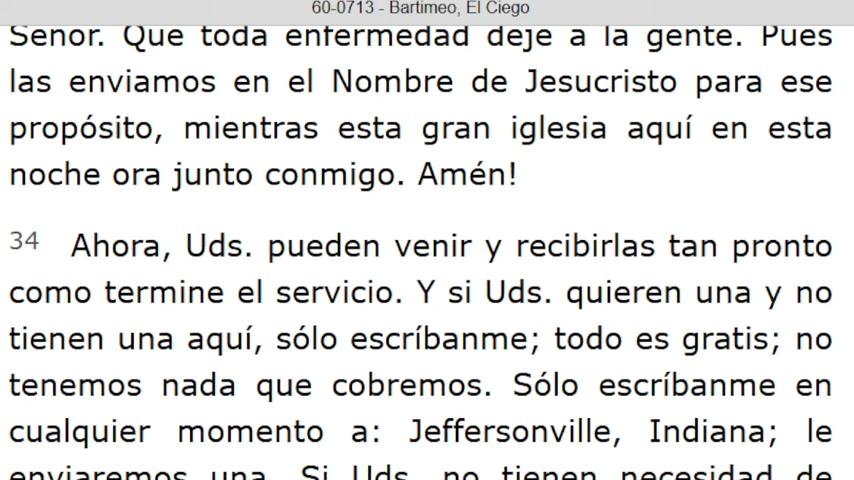 60-0713 - Bartimeo, El Ciego
Señor. Que toda enfermedad deje a la gente. Pues
las enviamos en el Nombre de Jesucristo para ese
propósito, mientras esta gran iglesia aquí en esta
noche ora junto conmigo. Amén!
34 Ahora, Uds. pueden venir y recibirlas tan pronto
como termine el servicio. Y si Uds. quieren una y no
tienen una aquí, sólo escríbanme; todo es gratis; no
tenemos nada que cobremos. Sólo escríbanme en
cualquier momento a: Jeffersonville, Indiana; le
enviaremos una. Si Uds. no tienen necesidad de